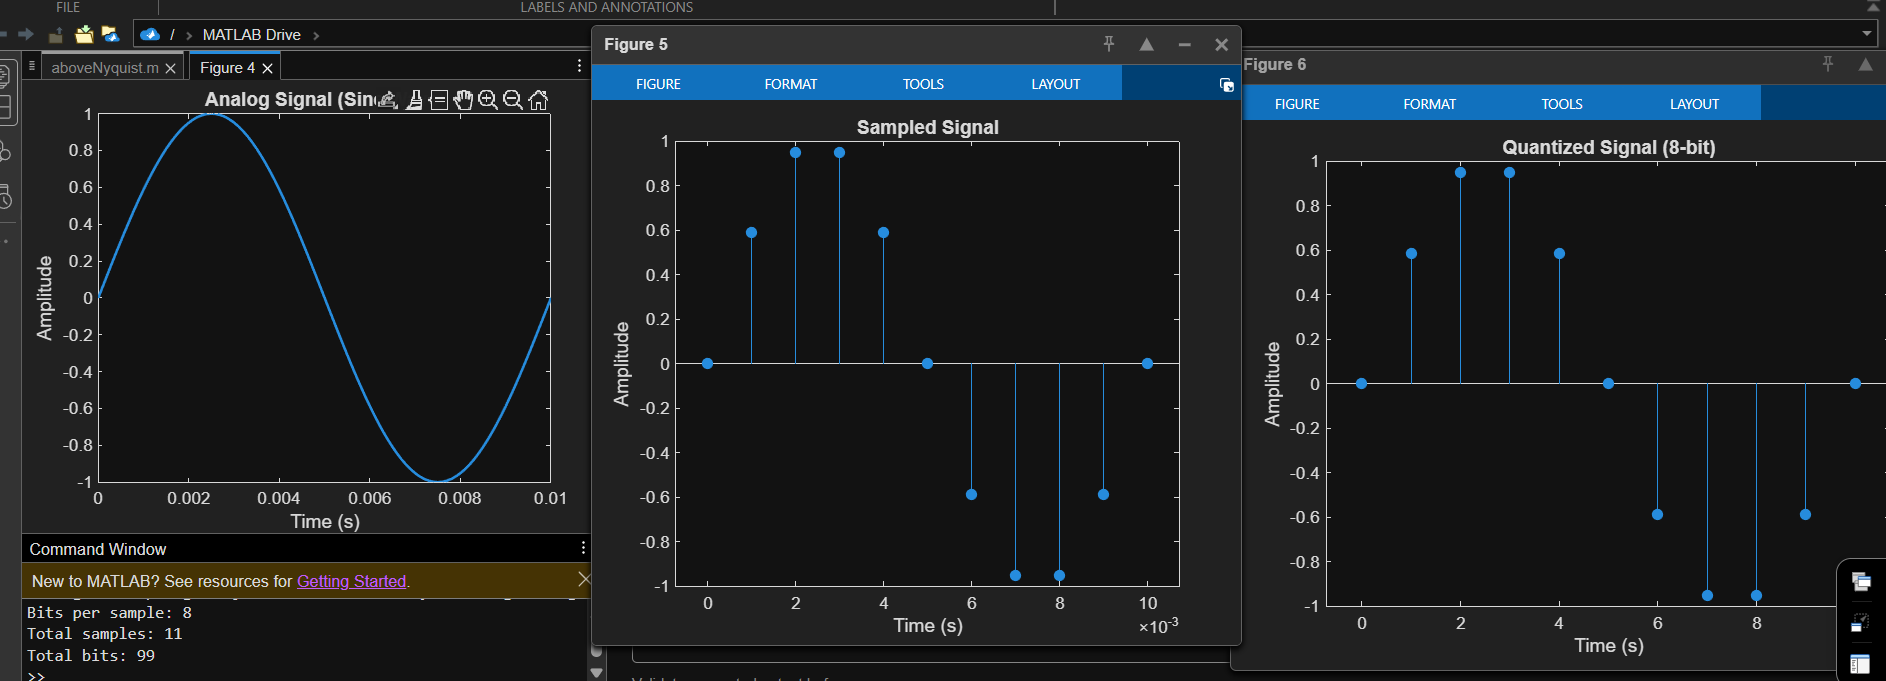 FILE
LABELS AND ANNOTATIONS
/ > MATLAB Drive >
aboveNyquist.m
Figure 4
Analog Signal (Sin
1
0.8
0.6
0.4
0.2
0
-0.2
-0.4
-0.6
-0.8
-1
Amplitude
0 0.002 0.004 0.006 0.008 0.01
Time (s)
Command Window
New to MATLAB? See resources for Getting Started.
Bits per sample: 8
Total samples: 11
Total bits: 99
>>
Figure 5
FIGURE FORMAT TOOLS LAYOUT
Sampled Signal
1
0.8
0.6
0.4
0.2
0
-0.2
-0.4
-0.6
-0.8
-1
Amplitude
0 2 4 6 8 10
Time (s)
×10-3
Figure 6
FIGURE FORMAT TOOLS LAYOUT
Quantized Signal (8-bit)
1
0.8
0.6
0.4
0.2
0
-0.2
-0.4
-0.6
-0.8
-1
Amplitude
0 2 4 6 8
Time (s)